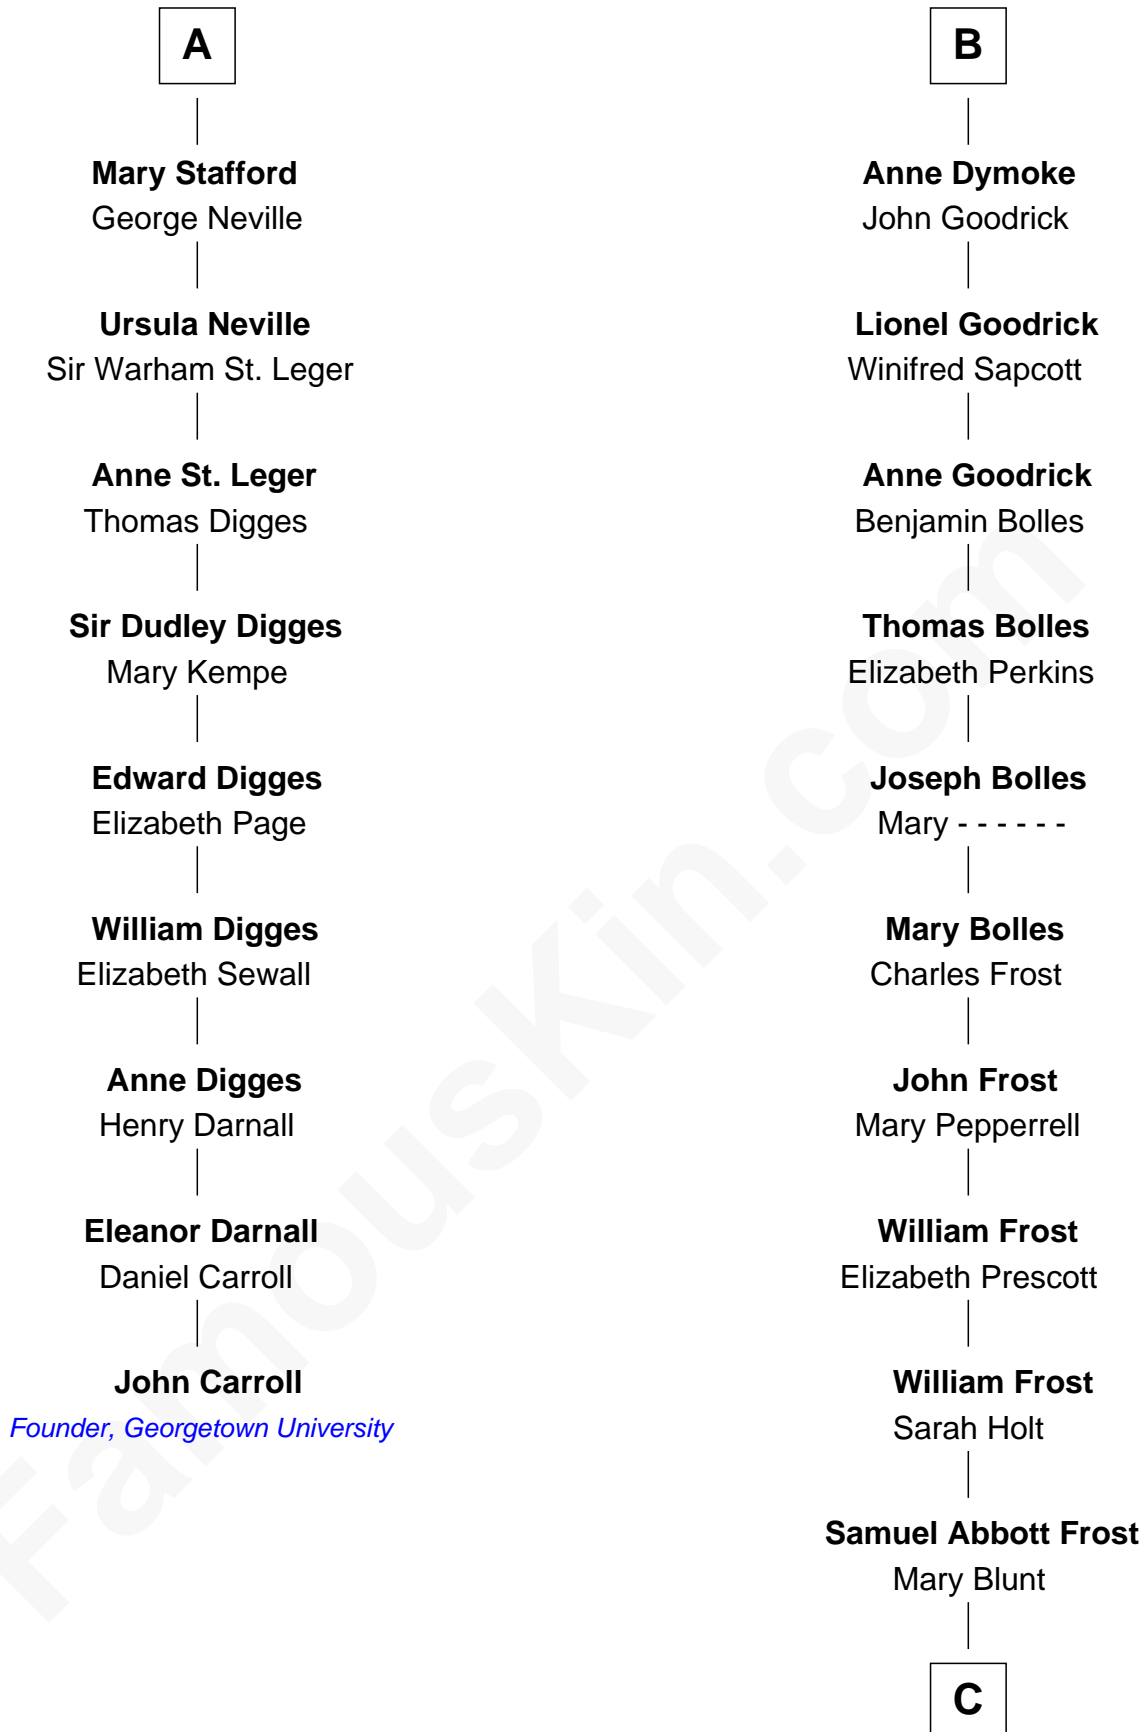 A
Mary Stafford
George Neville
Ursula Neville
Sir Warham St. Leger
Anne St. Leger
Thomas Digges
Sir Dudley Digges
Mary Kempe
Edward Digges
Elizabeth Page
William Digges
Elizabeth Sewall
Anne Digges
Henry Darnall
Eleanor Darnall
Daniel Carroll
John Carroll
Founder, Georgetown University
B
Anne Dymoke
John Goodrick
Lionel Goodrick
Winifred Sapcott
Anne Goodrick
Benjamin Bolles
Thomas Bolles
Elizabeth Perkins
Joseph Bolles
Mary - - - - - -
Mary Bolles
Charles Frost
John Frost
Mary Pepperrell
William Frost
Elizabeth Prescott
William Frost
Sarah Holt
Samuel Abbott Frost
Mary Blunt
C
FamousKin.com